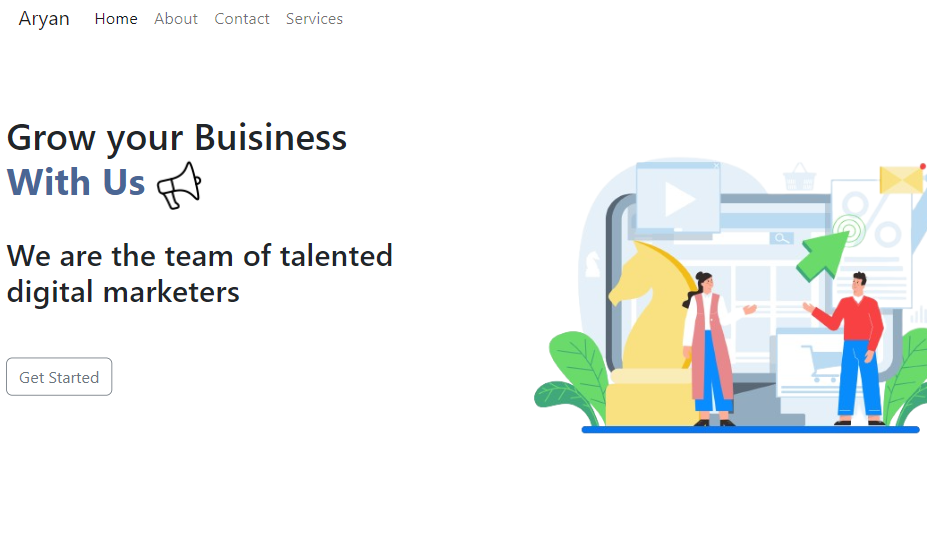 Aryan Home About Contact Services
Grow your Buisiness
With Us
We are the team of talented
digital marketers
Get Started